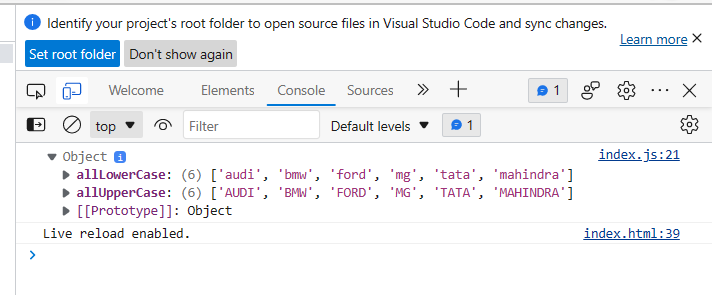 Identify your project's root folder to open source files in Visual Studio Code and sync changes.
Learn more
Set root folder Don't show again
Welcome Elements Console Sources 1
top Filter Default levels 1
Object index.js:21
allLowerCase: (6) ['audi', 'bmw', 'ford', 'mg', 'tata', 'mahindra']
allUpperCase: (6) ['AUDI', 'BMW', 'FORD', 'MG', 'TATA', 'MAHINDRA']
[[Prototype]]: Object
Live reload enabled. index.html:39